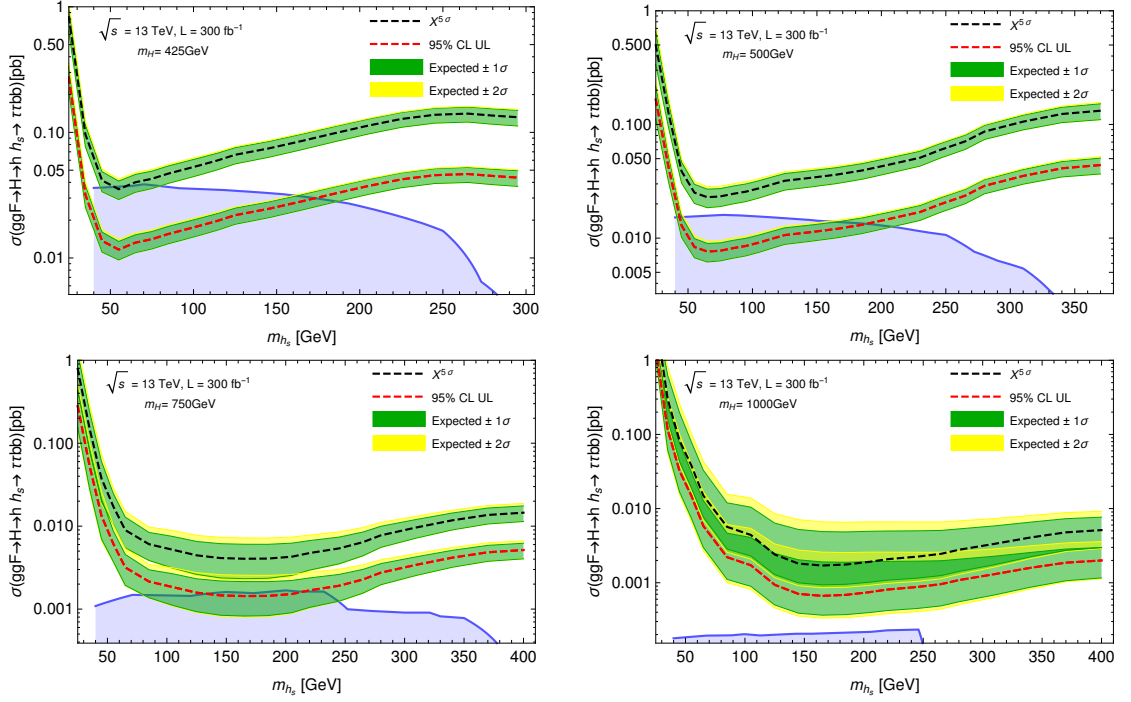 √s = 13 TeV, L = 300 fb⁻¹
m_H = 425GeV
X^{5 σ}
95% CL UL
Expected ± 1σ
Expected ± 2σ
σ(ggF→H→h h_s→ ττbb)[pb]
0.50
0.10
0.05
0.01
50 100 150 200 250 300
m_{h_s} [GeV]
√s = 13 TeV, L = 300 fb⁻¹
m_H = 500GeV
X^{5 σ}
95% CL UL
Expected ± 1σ
Expected ± 2σ
σ(ggF→H→h h_s→ ττbb)[pb]
0.500
0.100
0.050
0.010
0.005
50 100 150 200 250 300 350
m_{h_s} [GeV]
√s = 13 TeV, L = 300 fb⁻¹
m_H = 750GeV
X^{5 σ}
95% CL UL
Expected ± 1σ
Expected ± 2σ
σ(ggF→H→h h_s→ ττbb)[pb]
1
0.100
0.010
0.001
50 100 150 200 250 300 350 400
m_{h_s} [GeV]
√s = 13 TeV, L = 300 fb⁻¹
m_H = 1000GeV
X^{5 σ}
95% CL UL
Expected ± 1σ
Expected ± 2σ
σ(ggF→H→h h_s→ ττbb)[pb]
1
0.100
0.010
0.001
50 100 150 200 250 300 350 400
m_{h_s} [GeV]